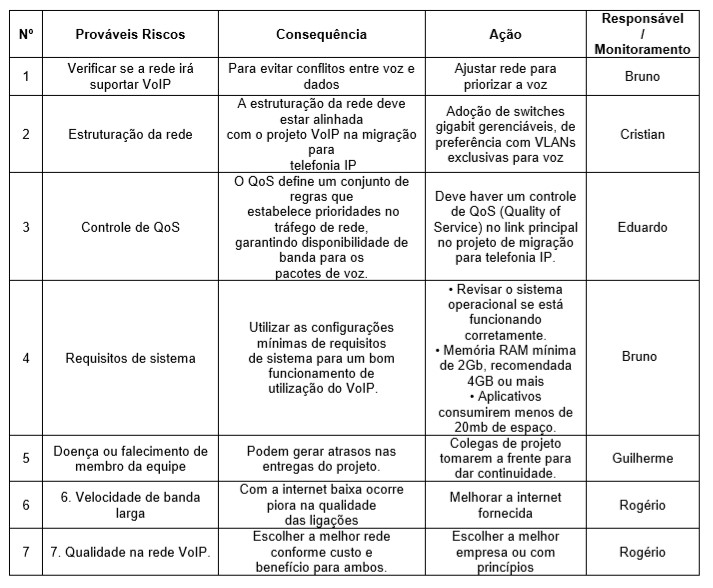 Nº Prováveis Riscos Consequência Ação Responsável
/
Monitoramento
1 Verificar se a rede irá
suportar VoIP
Para evitar conflitos entre voz e
dados
Ajustar rede para
priorizar a voz
Bruno
2 Estruturação da rede
A estruturação da rede deve
estar alinhada
com o projeto VoIP na migração
para
telefonia IP
Adoção de switches
gigabit gerenciáveis, de
preferência com VLANs
exclusivas para voz
Cristian
3 Controle de QoS
O QoS define um conjunto de
regras que
estabelece prioridades no
tráfego de rede,
garantindo disponibilidade de
banda para os
pacotes de voz.
Deve haver um controle
de QoS (Quality of
Service) no link principal
no projeto de migração
para telefonia IP.
Eduardo
4 Requisitos de sistema
Utilizar as configurações
mínimas de requisitos
de sistema para um bom
funcionamento de
utilização do VoIP.
• Revisar o sistema
operacional se está
funcionando
corretamente.
• Memória RAM mínima
de 2Gb, recomendada
4GB ou mais
• Aplicativos
consumirem menos de
20mb de espaço.
Bruno
5 Doença ou falecimento de
membro da equipe
Podem gerar atrasos nas
entregas do projeto.
Colegas de projeto
tomarem a frente para
dar continuidade.
Guilherme
6 6. Velocidade de banda
larga
Com a internet baixa ocorre
piora na qualidade
das ligações
Melhorar a internet
fornecida
Rogério
7 7. Qualidade na rede VoIP.
Escolher a melhor rede
conforme custo e
benefício para ambos.
Escolher a melhor
empresa ou com
princípios
Rogério